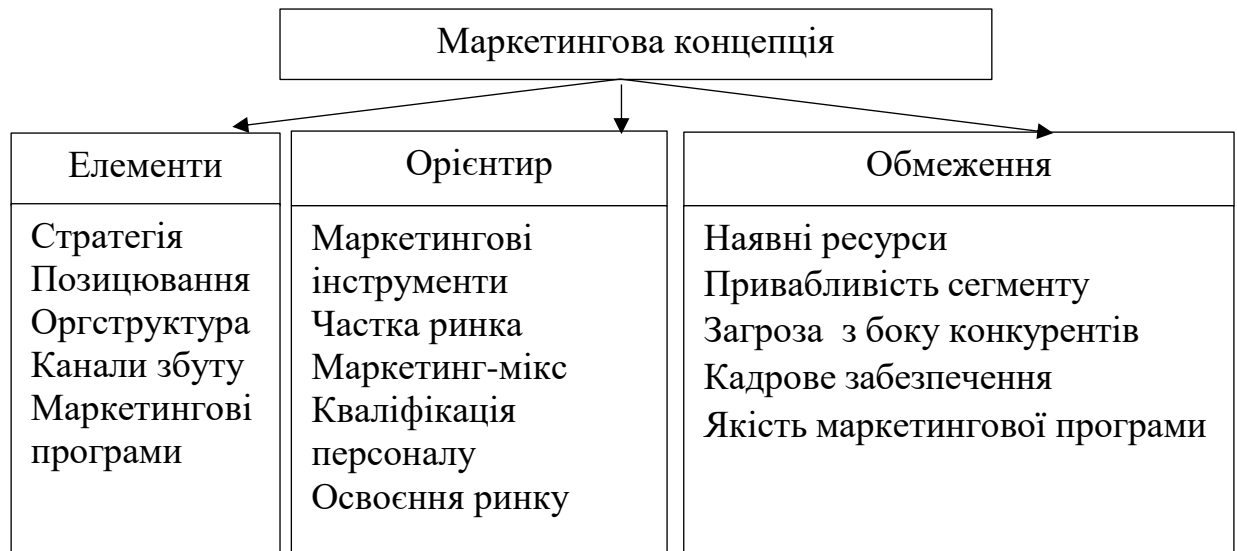 Маркетингова концепція
Елементи
Стратегія
Позицювання
Оргструктура
Канали збуту
Маркетингові
програми
Орієнтир
Маркетингові
інструменти
Частка ринка
Маркетинг-мікс
Кваліфікація
персоналу
Освоєння ринку
Обмеження
Наявні ресурси
Привабливість сегменту
Загроза з боку конкурентів
Кадрове забезпечення
Якість маркетингової програми